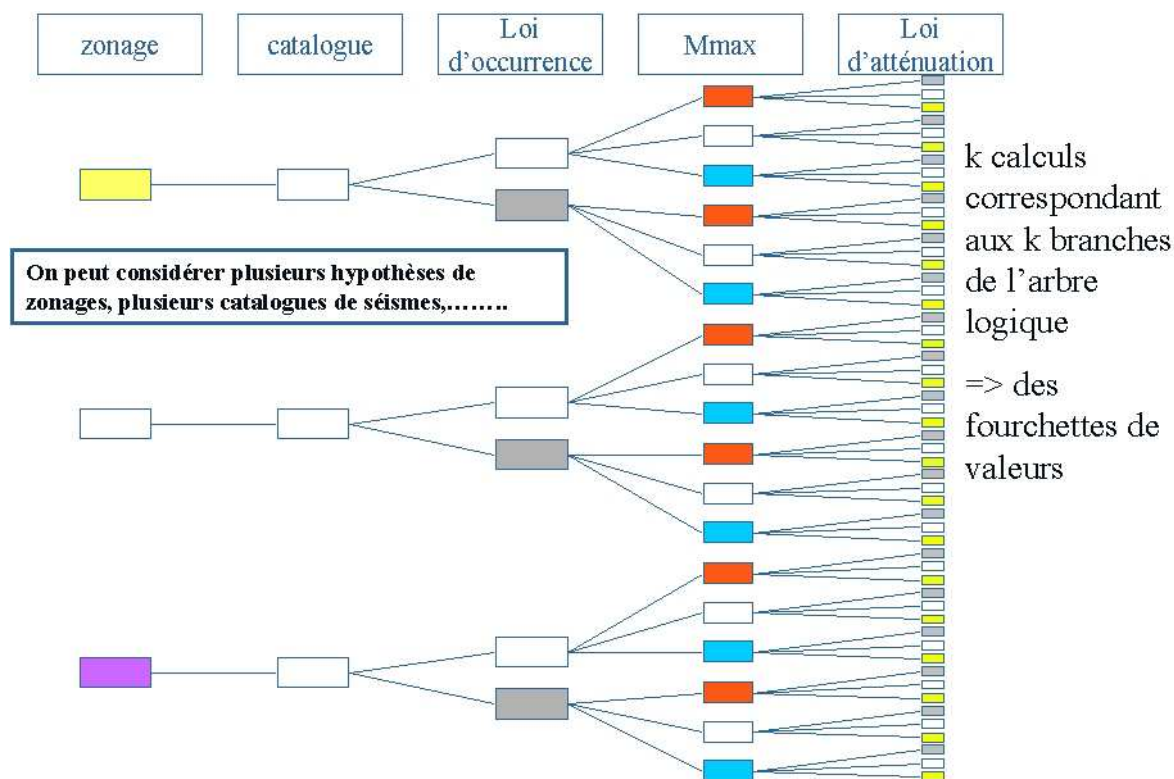 zonage
catalogue
Loi
d'occurrence
Mmax
Loi
d'atténuation
On peut considérer plusieurs hypothèses de
zonages, plusieurs catalogues de séismes,........
k calculs
correspondant
aux k branches
de l'arbre
logique
=> des
fourchettes de
valeurs